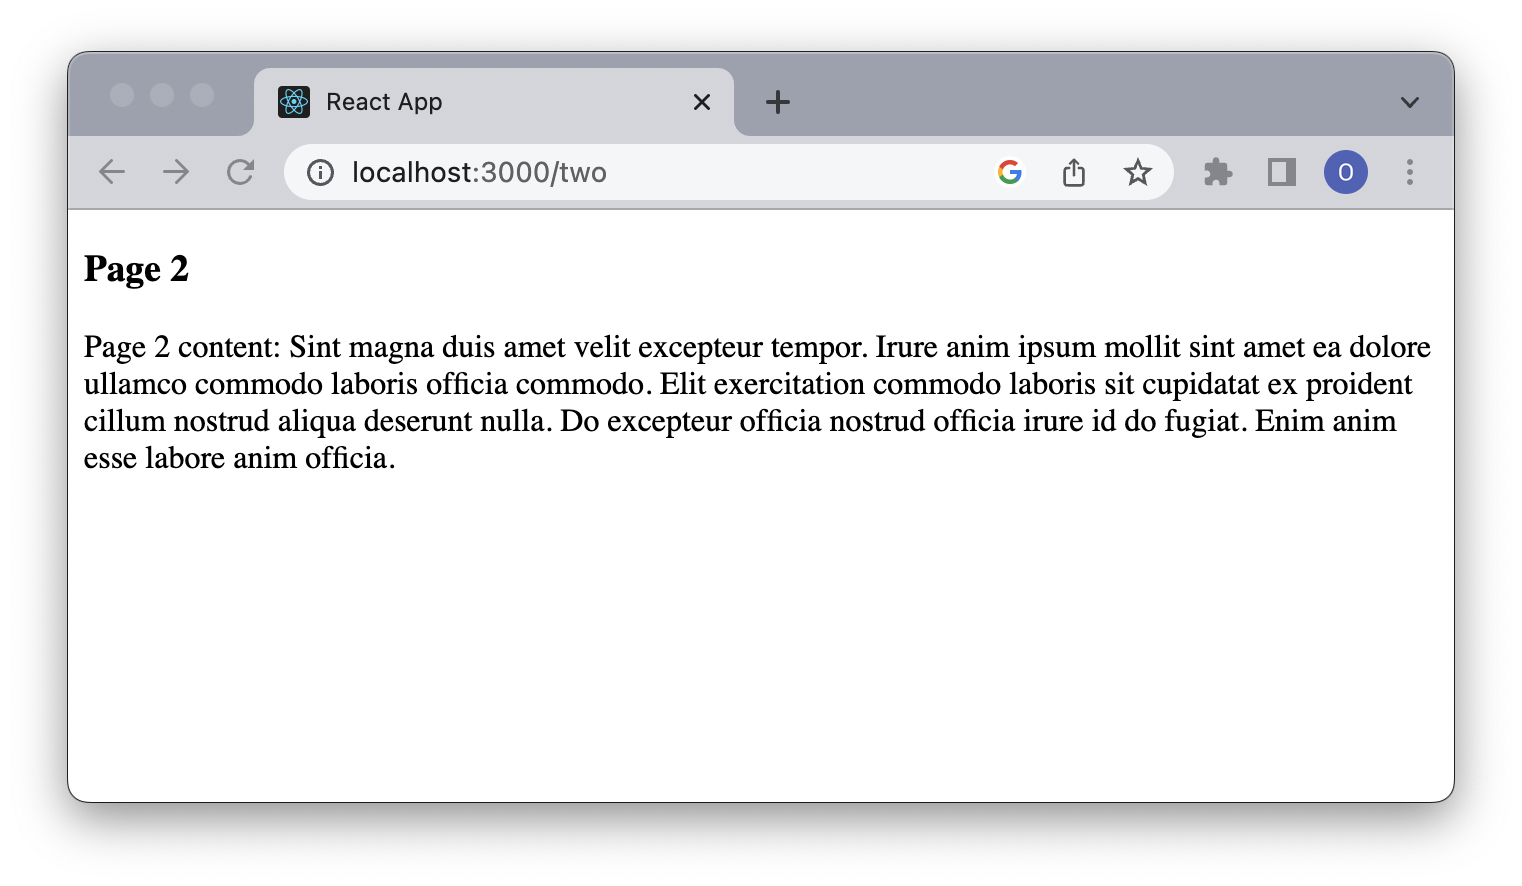 React App
localhost:3000/two
O
Page 2
Page 2 content: Sint magna duis amet velit excepteur tempor. Irure anim ipsum mollit sint amet ea dolore
ullamco commodo laboris officia commodo. Elit exercitation commodo laboris sit cupidatat ex proident
cillum nostrud aliqua deserunt nulla. Do excepteur officia nostrud officia irure id do fugiat. Enim anim
esse labore anim officia.